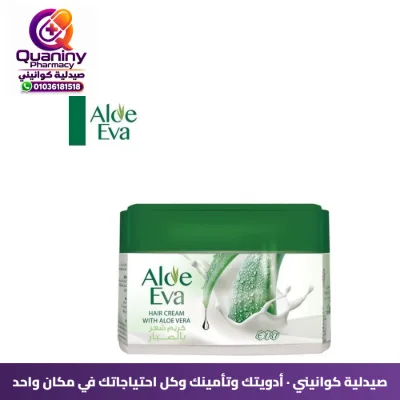 Quaniny
Pharmacy
صيدلية كوانيني
01036181518
Aloe
Eva
Aloe
Eva
HAIR CREAM
WITH ALOE VERA
كريم شعر
بالصبار
eva
صيدلية كوانيني - أدويتك وتأمينك وكل احتياجاتك في مكان واحد